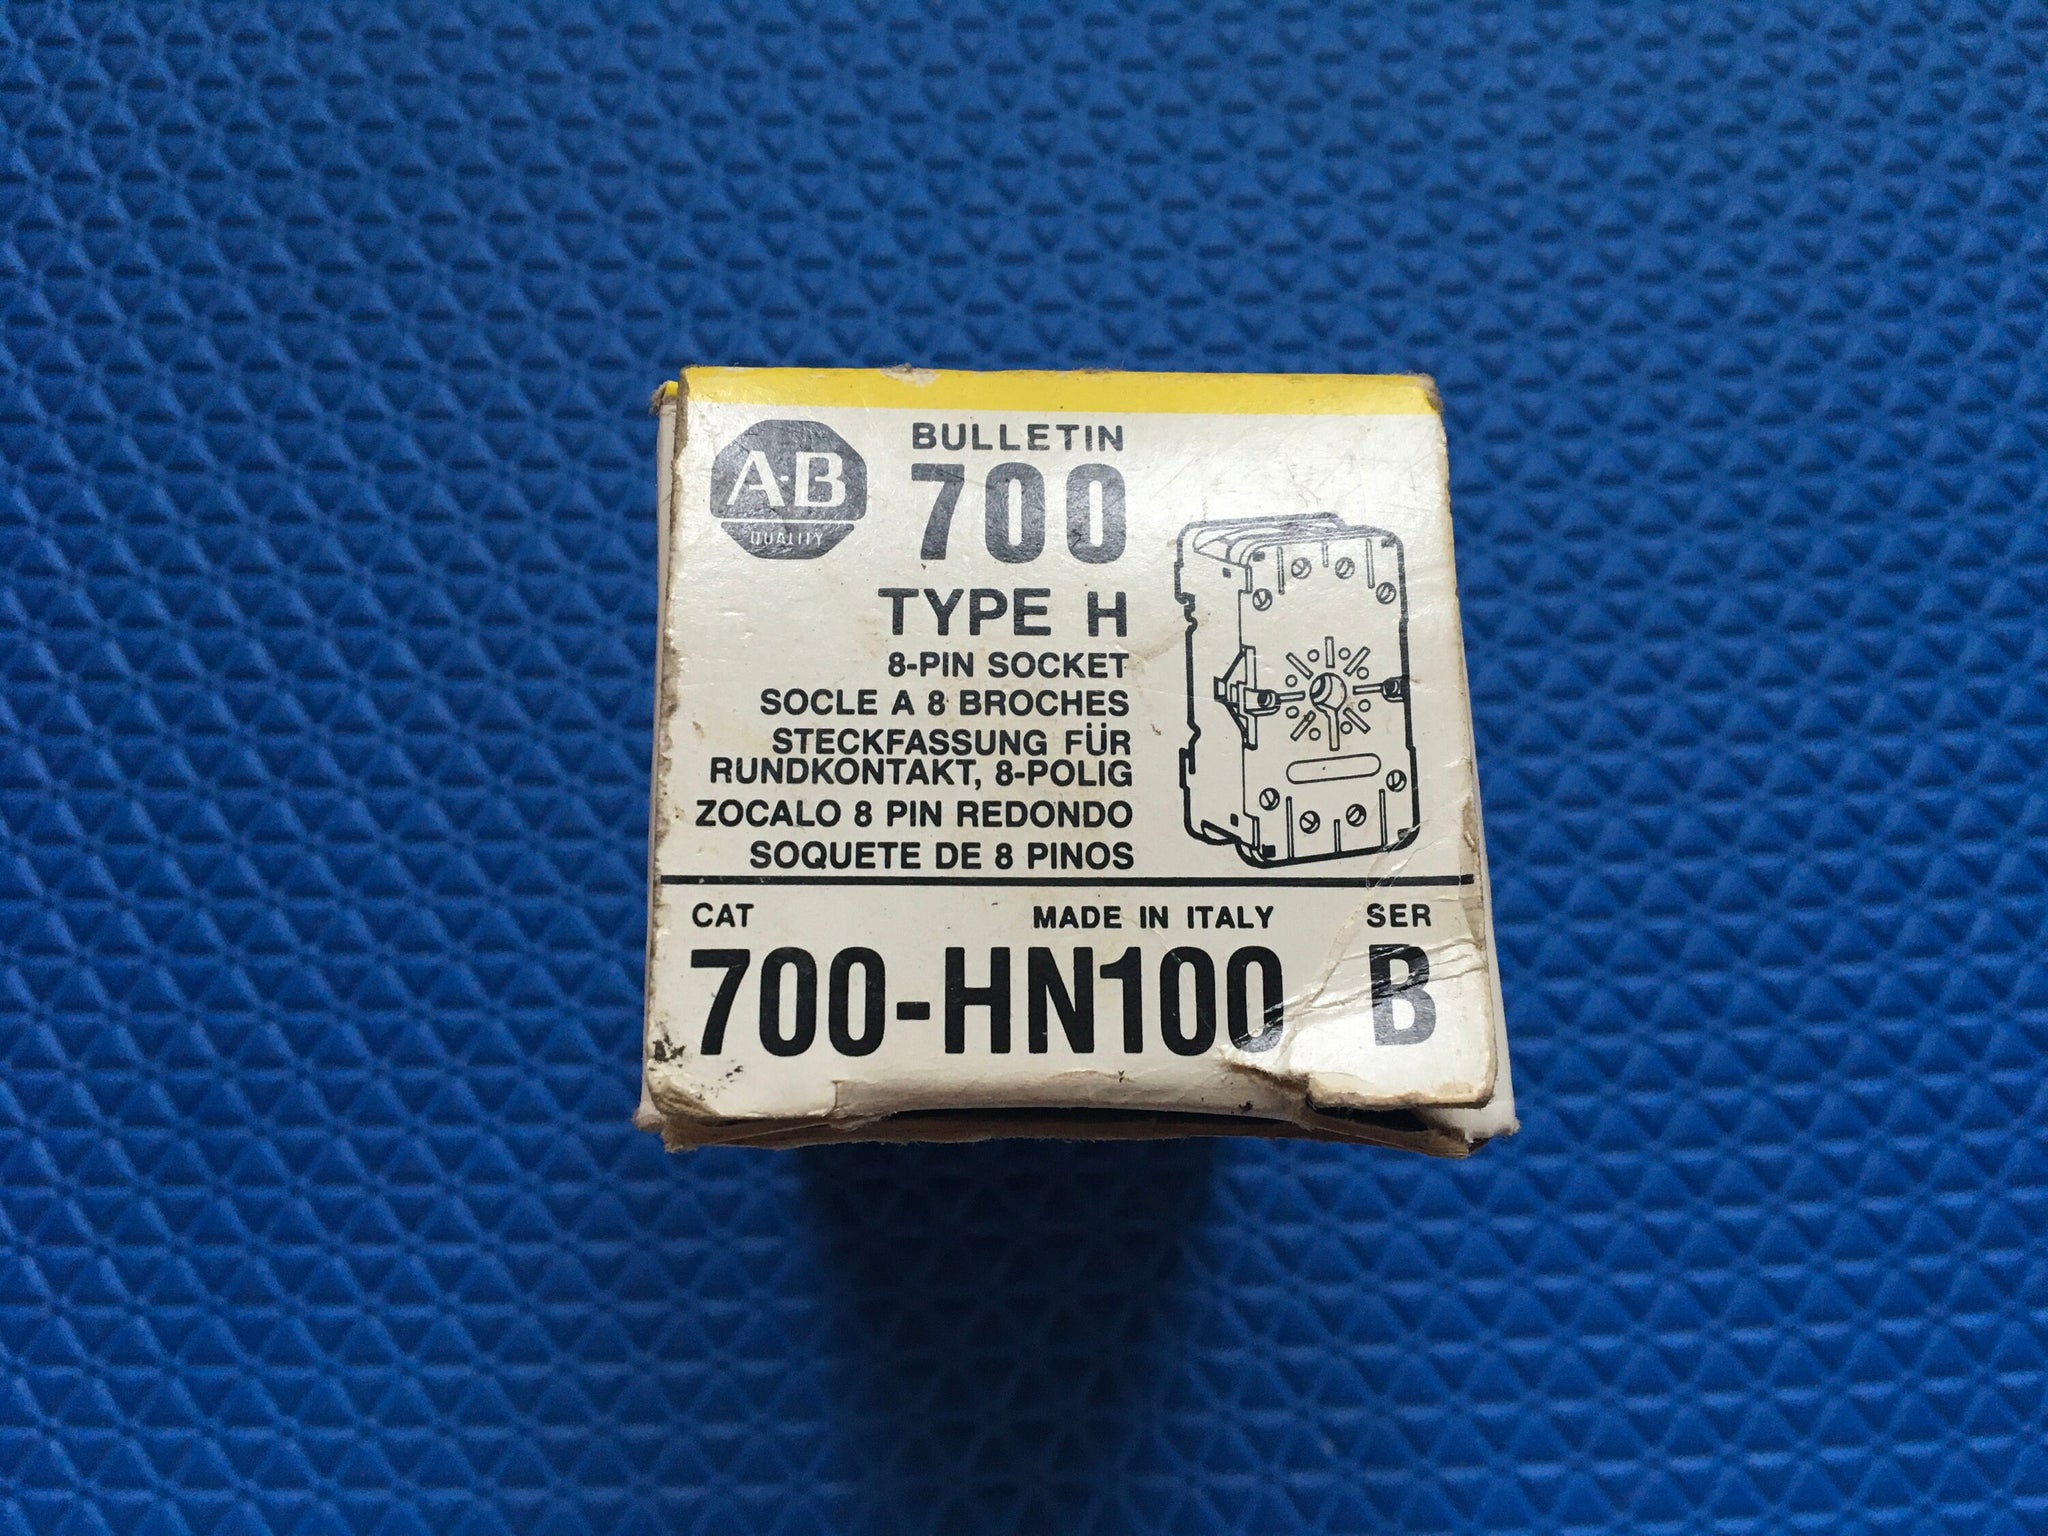 A·B
QUALITY
BULLETIN
700
TYPE H
8-PIN SOCKET
SOCLE A 8 BROCHES
STECKFASSUNG FÜR
RUNDKONTAKT, 8-POLIG
ZOCALO 8 PIN REDONDO
SOQUETE DE 8 PINOS
CAT MADE IN ITALY SER
700-HN100 B